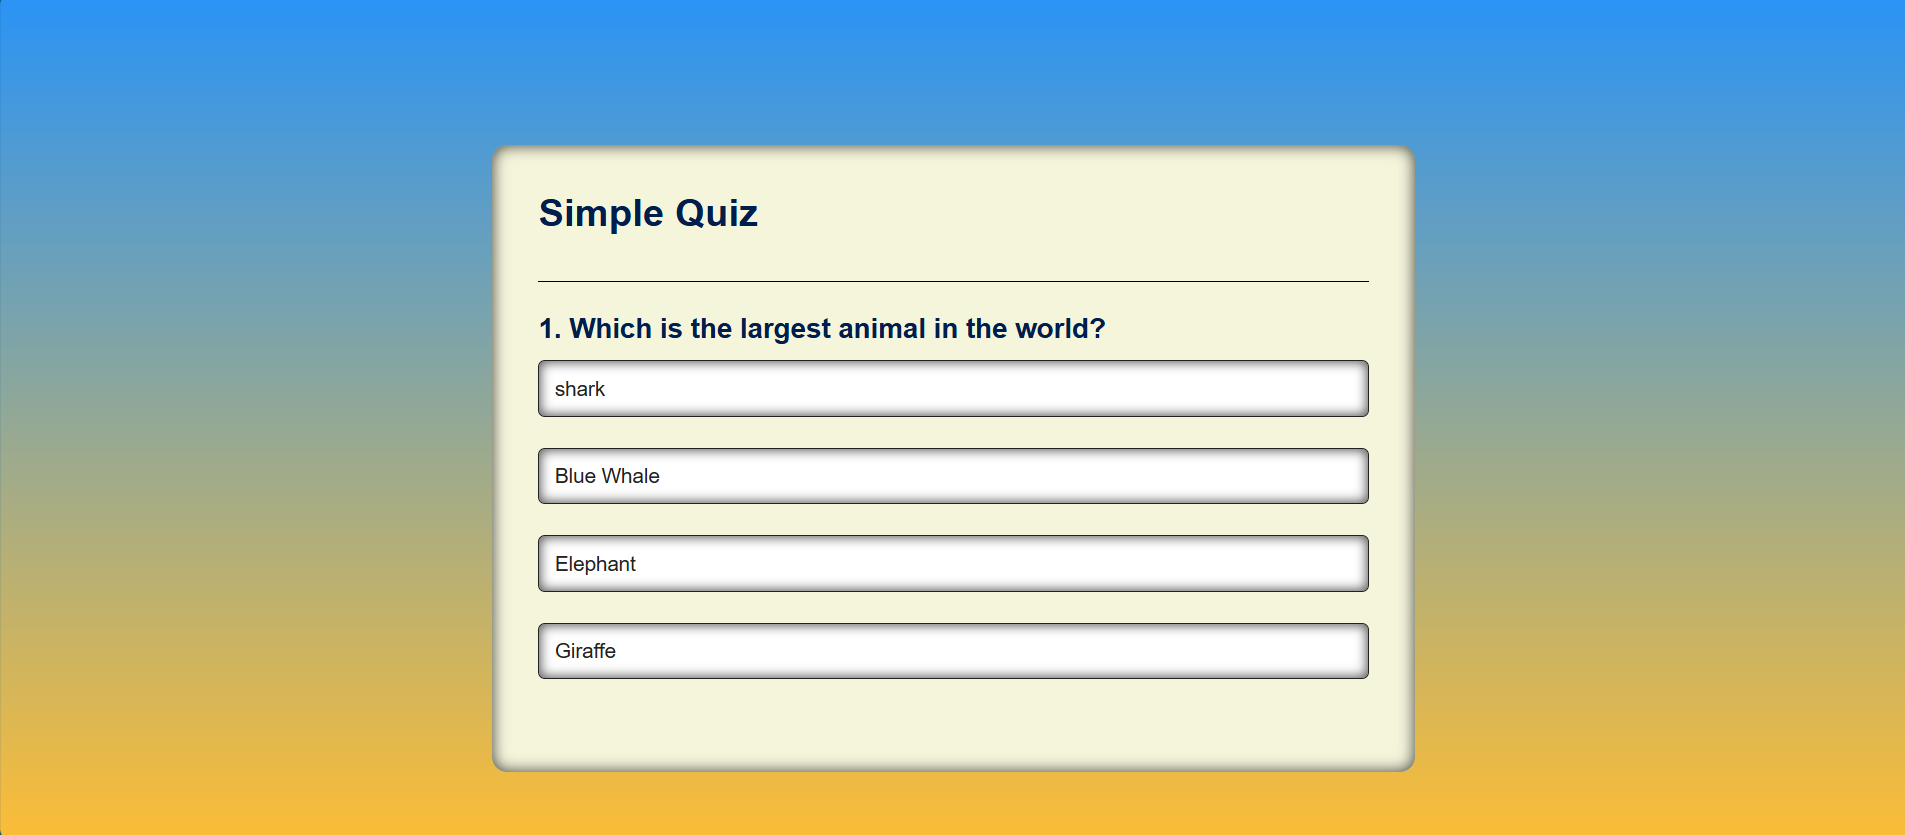 Simple Quiz
1. Which is the largest animal in the world?
shark
Blue Whale
Elephant
Giraffe